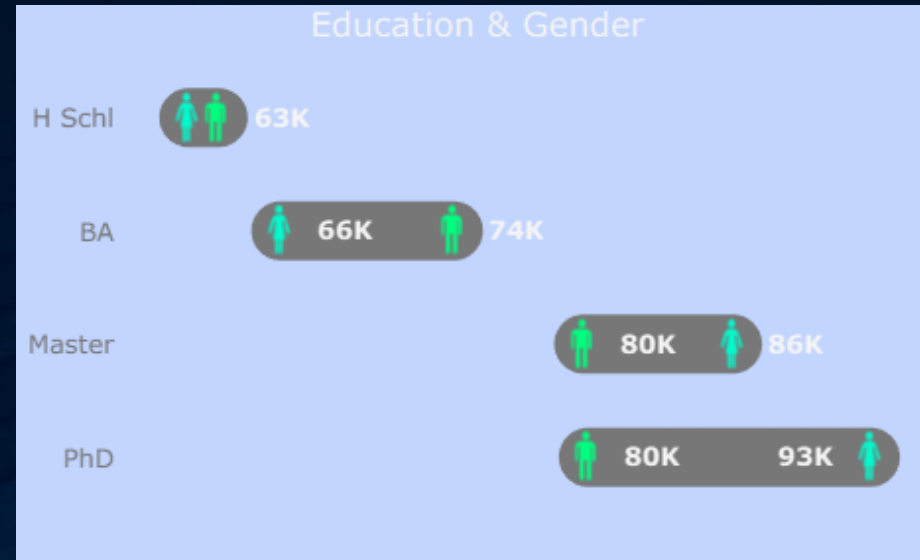 Education & Gender
H Schl 63K
BA 66K 74K
Master 80K 86K
PhD 80K 93K